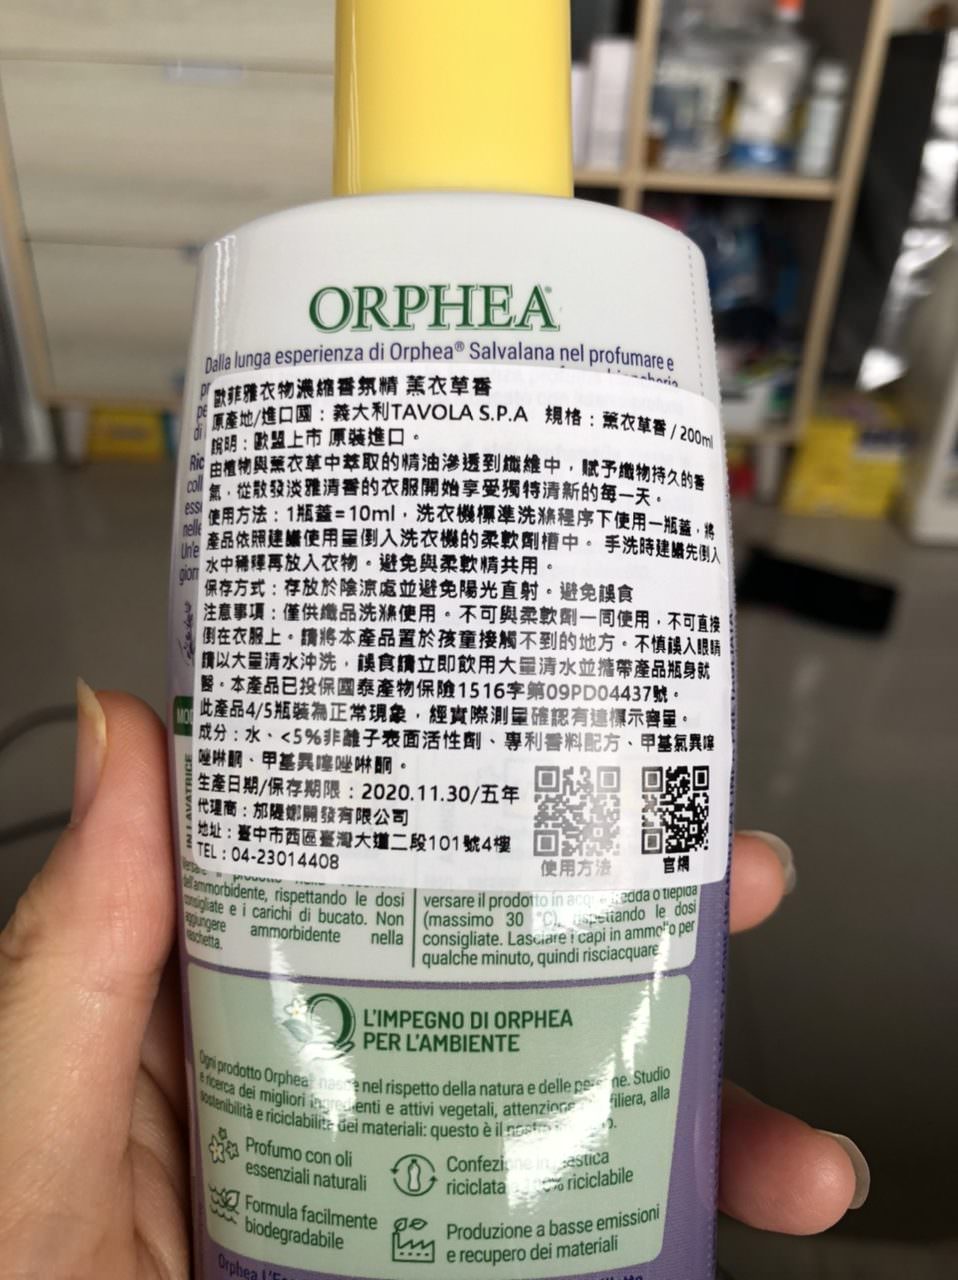 ORPHEA
Dalla lunga esperienza di Orphea® Salvalana nel profumare e
歐菲雅衣物濃縮香氛精 薰衣草香
原產地/進口國：義大利TAVOLA S.P.A 規格：薰衣草香/200ml
說明：歐盟上市 原裝進口。
由植物與薰衣草中萃取的精油滲透到纖維中，賦予織物持久的香
氣，從散發淡雅清香的衣服開始享受獨特清新的每一天。
使用方法：1瓶蓋=10ml，洗衣機標準洗滌程序下使用一瓶蓋，將
產品依照建議使用量倒入洗衣機的柔軟劑槽中。 手洗時建議先倒入
水中稀釋再放入衣物。避免與柔軟精共用。
保存方式：存放於陰涼處並避免陽光直射。避免誤食
注意事項：僅供織品洗滌使用。不可與柔軟劑一同使用，不可直接
倒在衣服上。請將本產品置於孩童接觸不到的地方。不慎誤入眼睛
請以大量清水沖洗，誤食請立即飲用大量清水並攜帶產品瓶身就
醫。本產品已投保國泰產物保險1516字第09PD04437號。
此產品4/5瓶裝為正常現象，經實際測量確認有達標示容量。
成分：水、<5%非離子表面活性劑、專利香料配方、甲基氯異噻
唑啉酮、甲基異噻唑啉酮。
生產日期/保存期限：2020.11.30/五年
代理商：邡隄娜開發有限公司
地址：臺中市西區臺灣大道二段101號4樓
TEL：04-23014408
使用方法
官網
IN LAVATRICE
dell'ammorbidente, rispettando le dosi
consigliate e i carichi di bucato. Non
aggiungere ammorbidente nella
vaschetta.
versare il prodotto in acqua fredda o tiepida
(massimo 30 °C), rispettando le dosi
consigliate. Lasciare i capi in ammollo per
qualche minuto, quindi risciacquare.
L'IMPEGNO DI ORPHEA
PER L'AMBIENTE
Ogni prodotto Orphea® nasce nel rispetto della natura e delle persone. Studio
e ricerca dei migliori ingredienti e attivi vegetali, attenzione filiera, alla
sostenibilità e riciclabilità dei materiali: questo è il nostro
Profumo con oli
essenziali naturali
Confezione in plastica
riciclata 100% riciclabile
Formula facilmente
biodegradabile
Produzione a basse emissioni
e recupero dei materiali